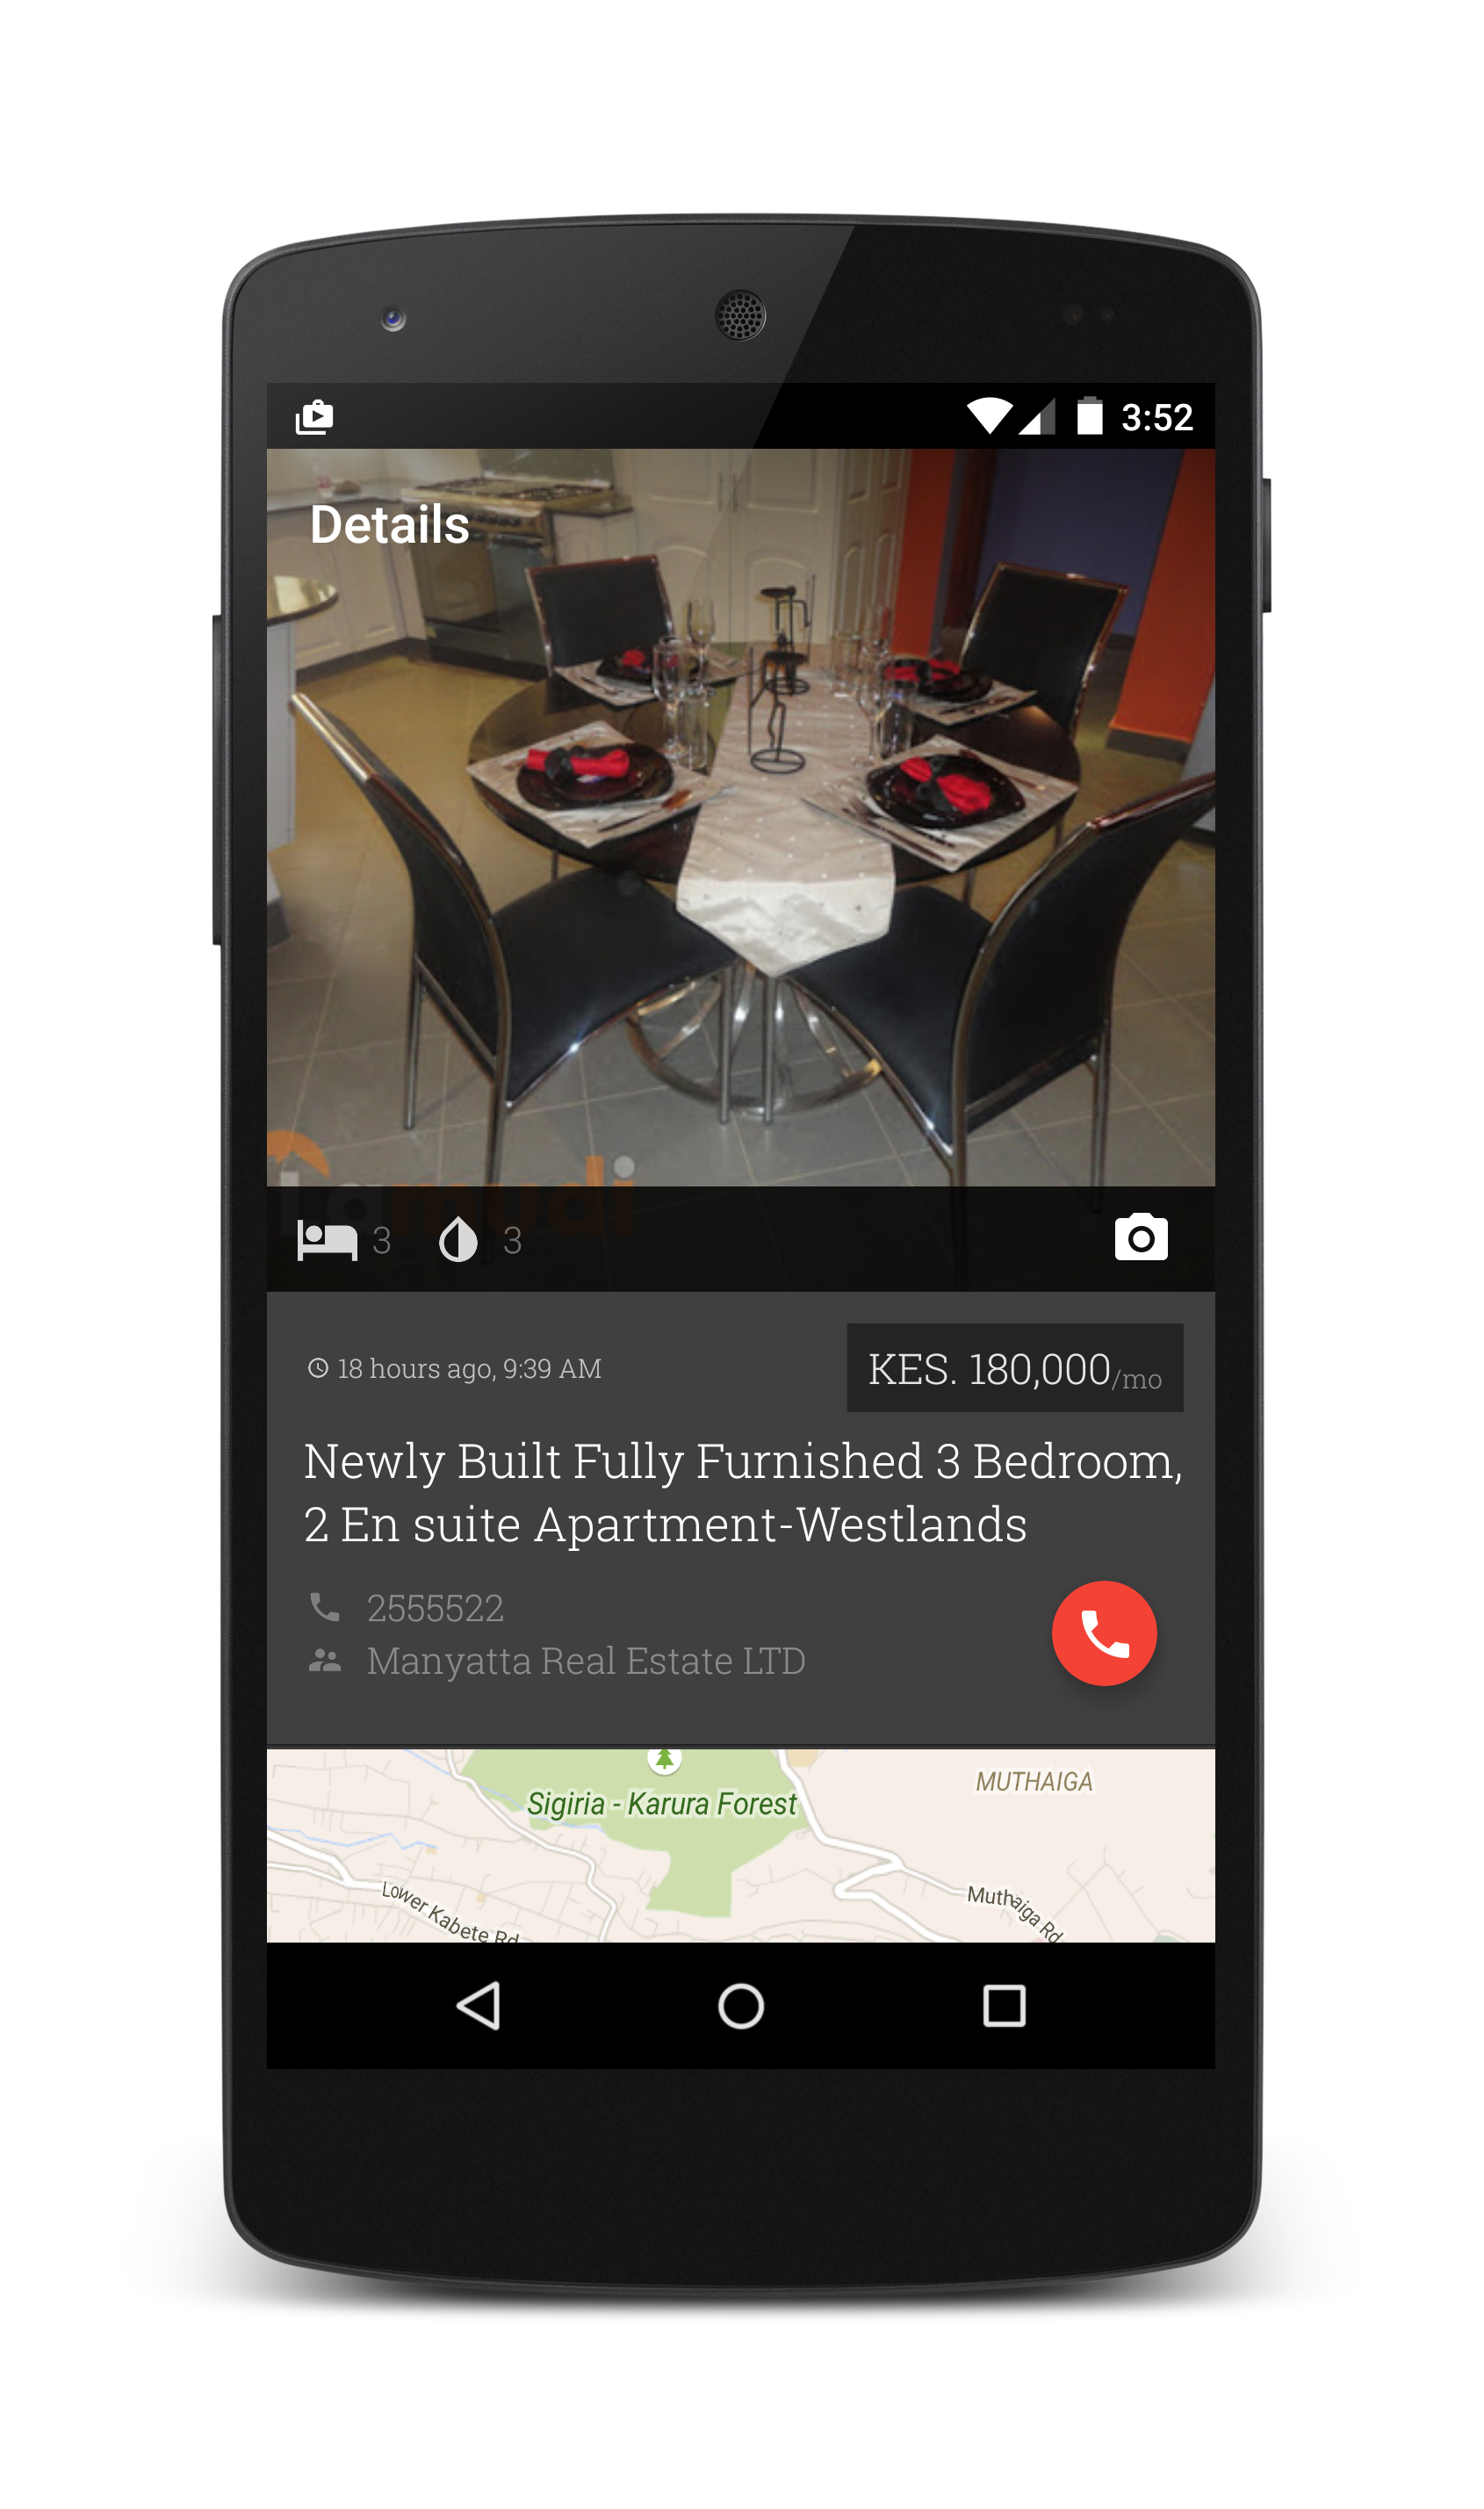 3:52
Details
Lamudi
3
3
18 hours ago, 9:39 AM
KES. 180,000/mo
Newly Built Fully Furnished 3 Bedroom,
2 En suite Apartment-Westlands
2555522
Manyatta Real Estate LTD
MUTHAIGA
Sigiria - Karura Forest
Lower Kabete Rd
Muthaiga Rd